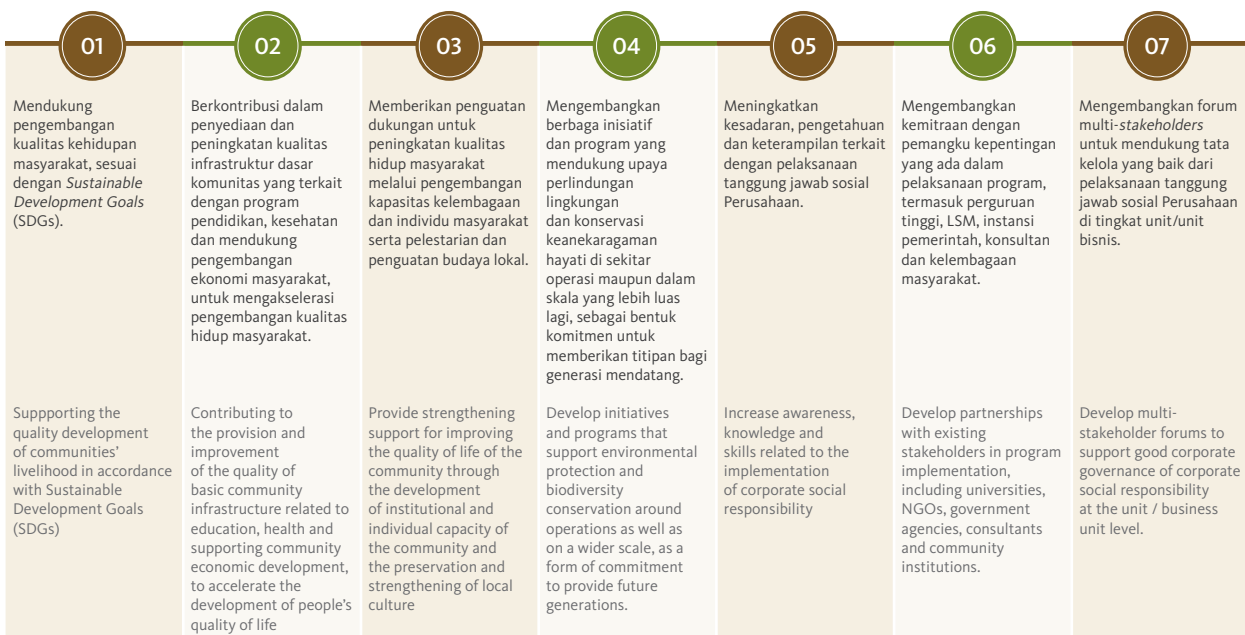 01
Mendukung
pengembangan
kualitas kehidupan
masyarakat, sesuai
dengan Sustainable
Development Goals
(SDGs).
Suppporting the
quality development
of communities’
livelihood in accordance
with Sustainable
Development Goals
(SDGs)
02
Berkontribusi dalam
penyediaan dan
peningkatan kualitas
infrastruktur dasar
komunitas yang terkait
dengan program
pendidikan, kesehatan
dan mendukung
pengembangan
ekonomi masyarakat,
untuk mengakselerasi
pengembangan kualitas
hidup masyarakat.
Contributing to
the provision and
improvement
of the quality of
basic community
infrastructure related to
education, health and
supporting community
economic development,
to accelerate the
development of people’s
quality of life
03
Memberikan penguatan
dukungan untuk
peningkatan kualitas
hidup masyarakat
melalui pengembangan
kapasitas kelembagaan
dan individu masyarakat
serta pelestarian dan
penguatan budaya lokal.
Provide strengthening
support for improving
the quality of life of the
community through
the development
of institutional and
individual capacity of
the community and
the preservation and
strengthening of local
culture
04
Mengembangkan
berbaga inisiatif
dan program yang
mendukung upaya
perlindungan
lingkungan
dan konservasi
keanekaragaman
hayati di sekitar
operasi maupun dalam
skala yang lebih luas
lagi, sebagai bentuk
komitmen untuk
memberikan titipan bagi
generasi mendatang.
Develop initiatives
and programs that
support environmental
protection and
biodiversity
conservation around
operations as well as
on a wider scale, as a
form of commitment
to provide future
generations.
05
Meningkatkan
kesadaran, pengetahuan
dan keterampilan terkait
dengan pelaksanaan
tanggung jawab sosial
Perusahaan.
Increase awareness,
knowledge and
skills related to the
implementation
of corporate social
responsibility
06
Mengembangkan
kemitraan dengan
pemangku kepentingan
yang ada dalam
pelaksanaan program,
termasuk perguruan
tinggi, LSM, instansi
pemerintah, konsultan
dan kelembagaan
masyarakat.
Develop partnerships
with existing
stakeholders in program
implementation,
including universities,
NGOs, government
agencies, consultants
and community
institutions.
07
Mengembangkan forum
multi-stakeholders
untuk mendukung tata
kelola yang baik dari
pelaksanaan tanggung
jawab sosial Perusahaan
di tingkat unit/unit
bisnis.
Develop multi-
stakeholder forums to
support good corporate
governance of corporate
social responsibility
at the unit / business
unit level.